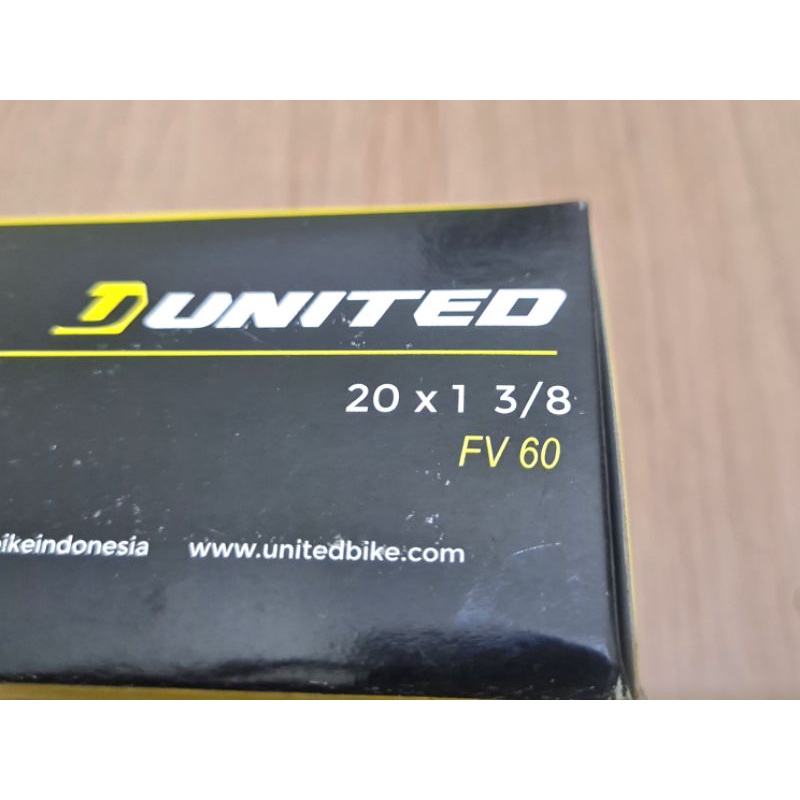 UNITED
20 x 1 3/8
FV 60
ikeindonesia www.unitedbike.com